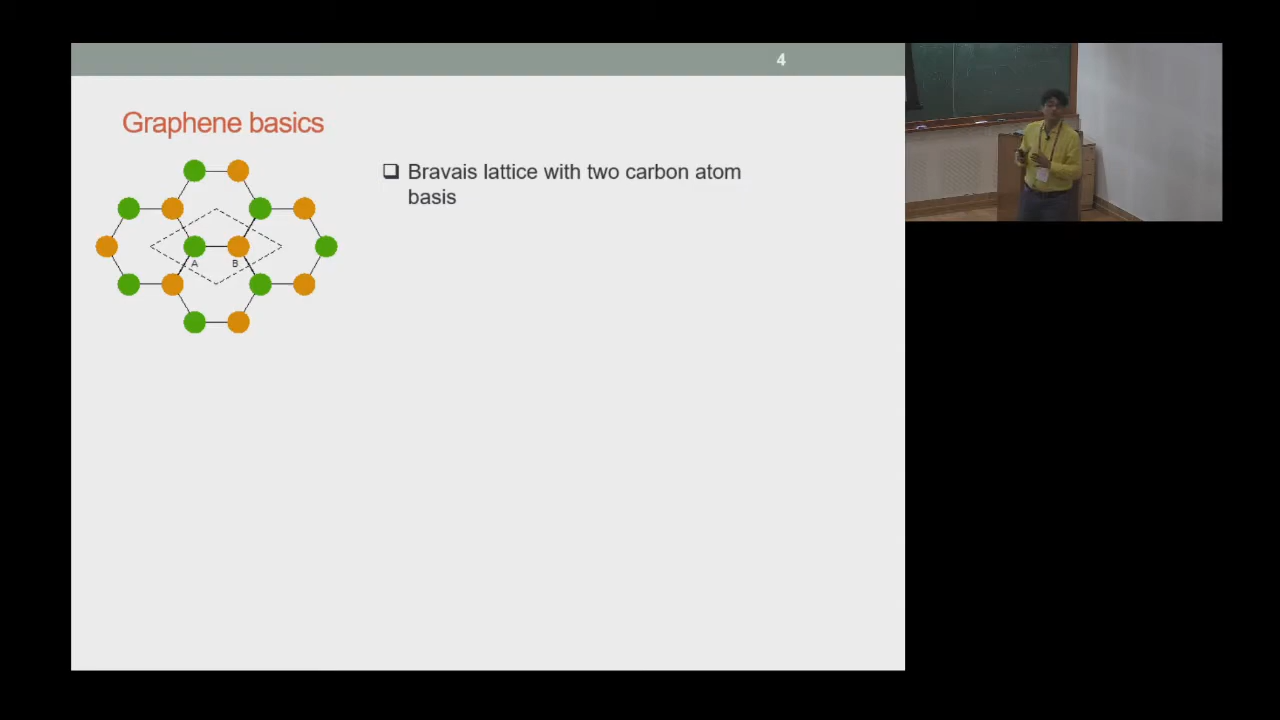 4
Graphene basics
❑ Bravais lattice with two carbon atom
basis
A B